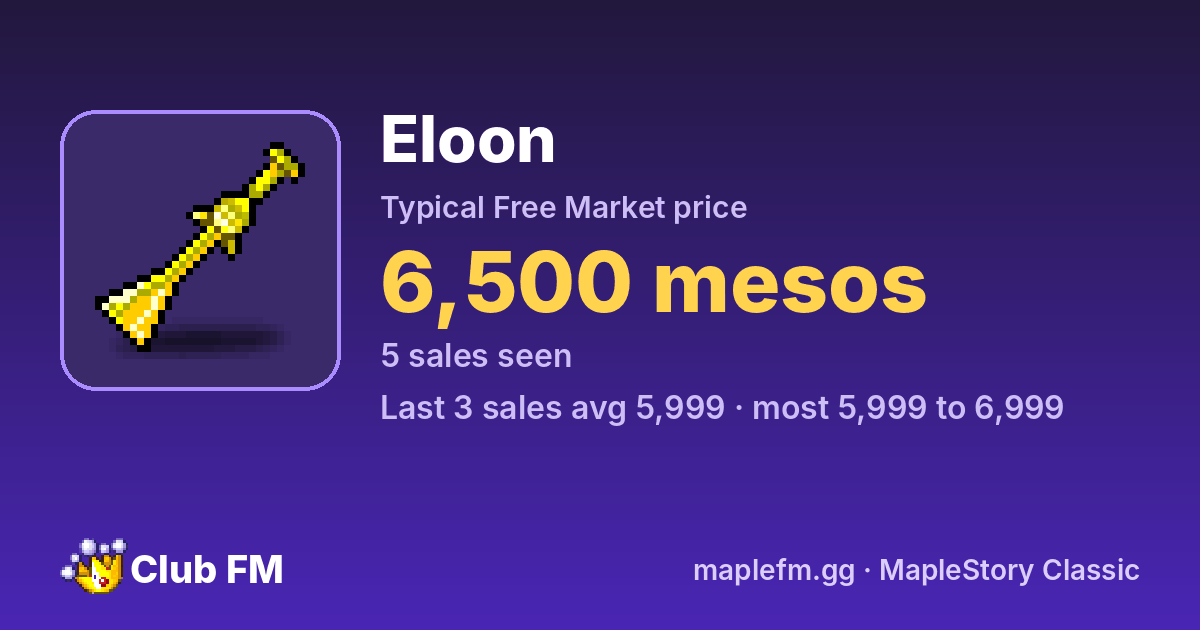 Eloon
Typical Free Market price
6,500 mesos
5 sales seen
Last 3 sales avg 5,999 · most 5,999 to 6,999
Club FM
maplefm.gg · MapleStory Classic